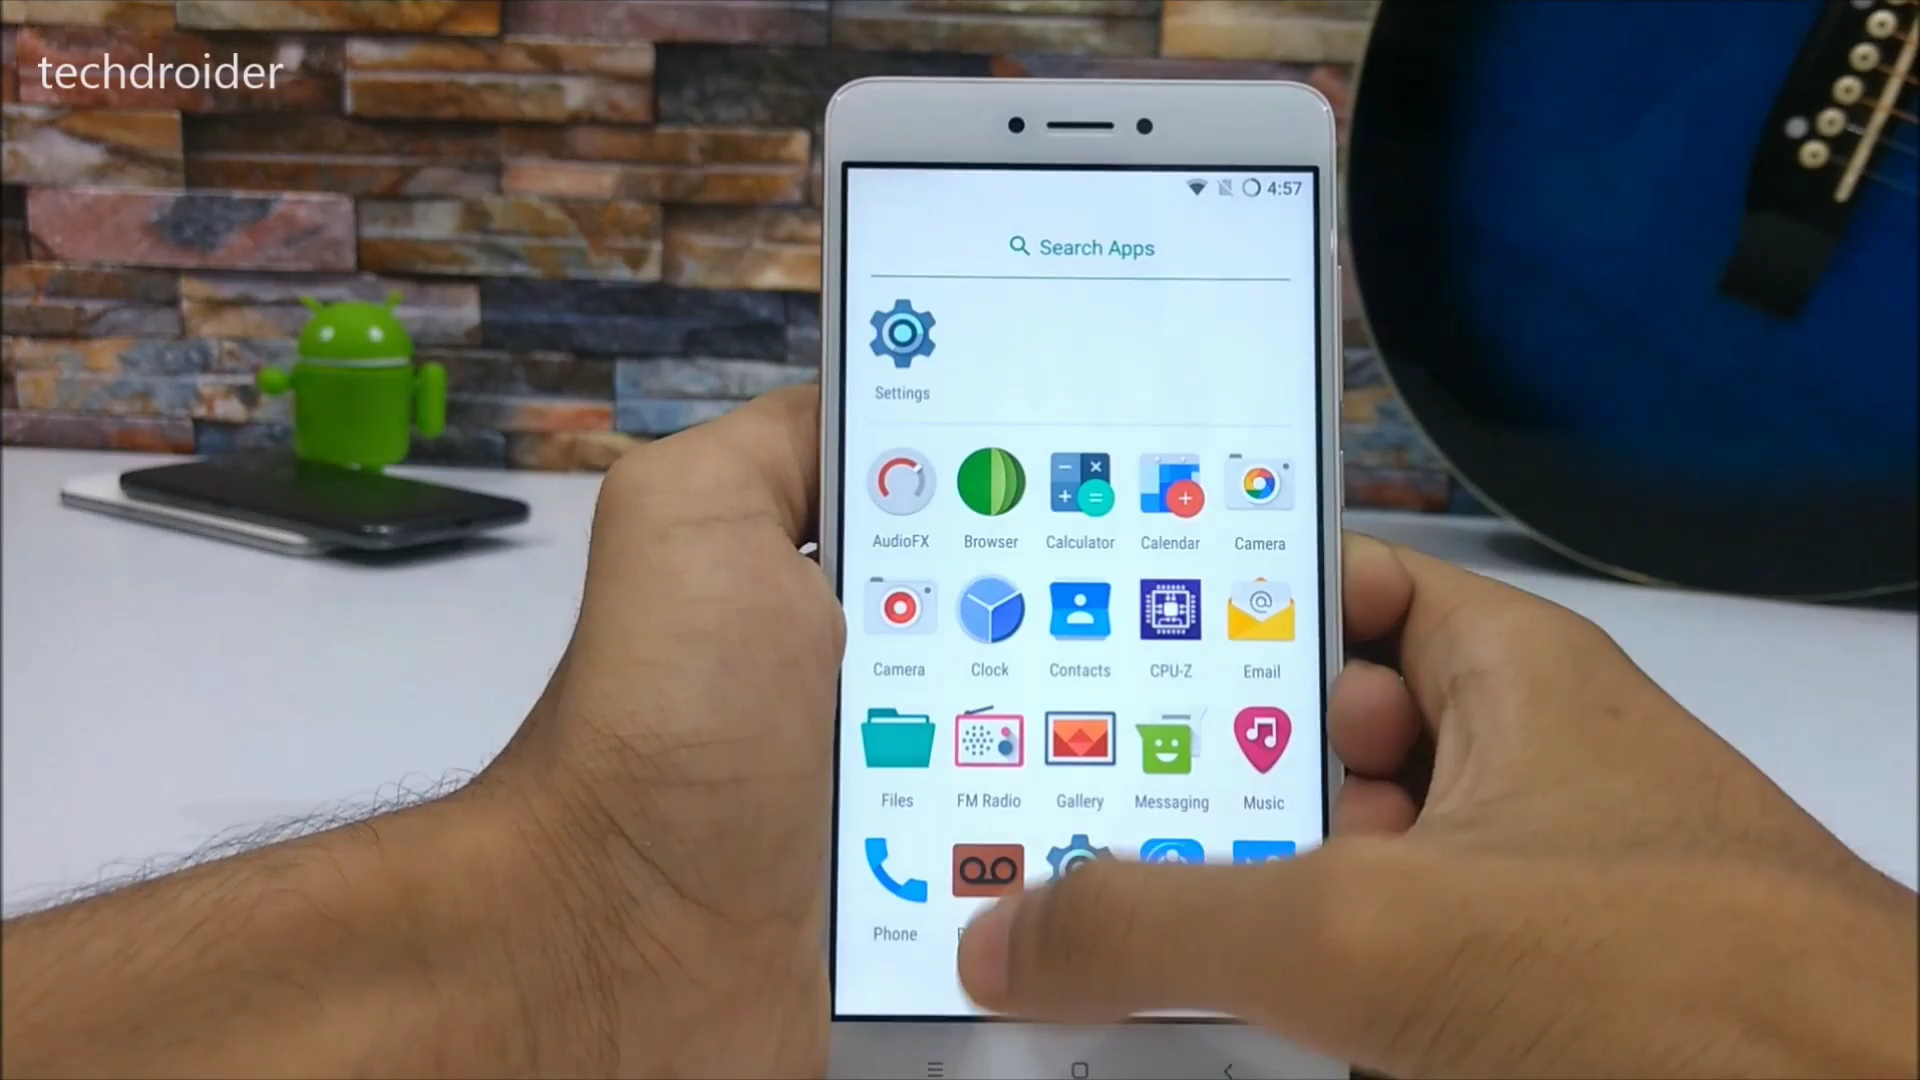 techdroider
4:57
Search Apps
Settings
AudioFX Browser Calculator Calendar Camera
Camera Clock Contacts CPU-Z Email
Files FM Radio Gallery Messaging Music
Phone